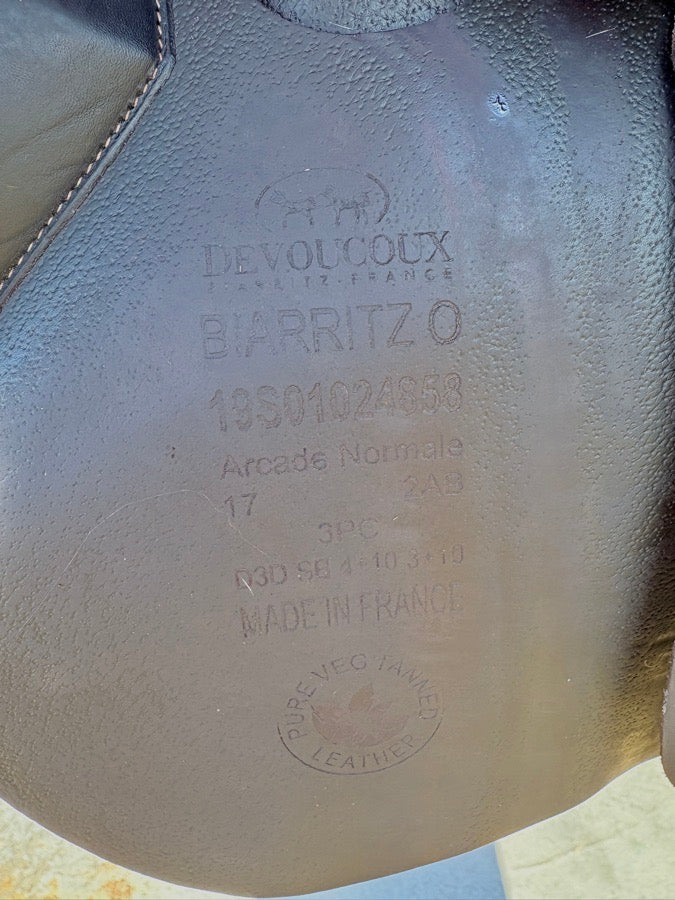 DEVOUCOUX
BIARRITZ-FRANCE
BIARRITZ O
19S01024858
Arcade Normale
17 2AB
3PC
D3D SB 4+10 3+10
MADE IN FRANCE
PURE VEG TANNED
LEATHER